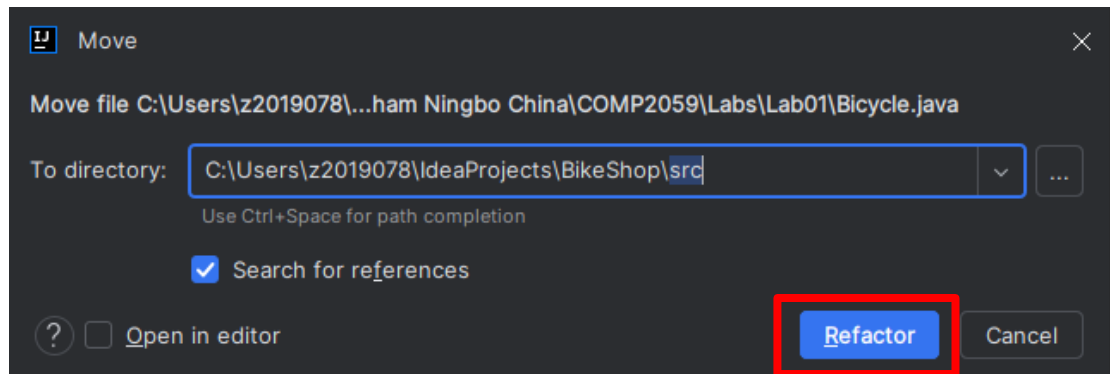 IJ Move
Move file C:\Users\z2019078\...ham Ningbo China\COMP2059\Labs\Lab01\Bicycle.java
To directory: C:\Users\z2019078\IdeaProjects\BikeShop\src ...
Use Ctrl+Space for path completion
Search for references
? Open in editor Refactor Cancel